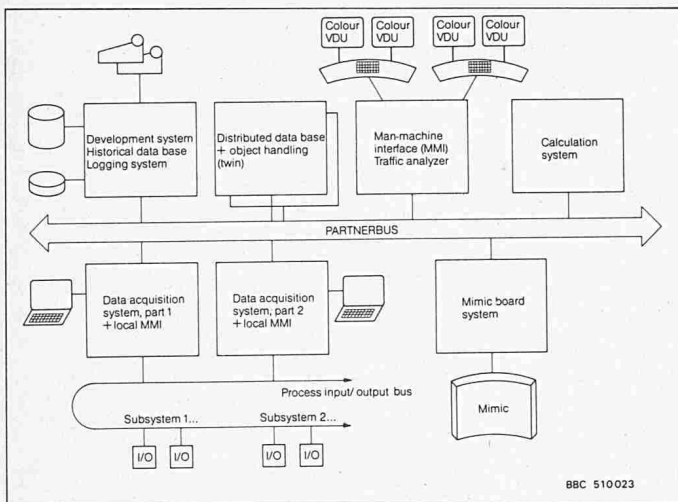 Colour
VDU
Colour
VDU
Colour
VDU
Colour
VDU
Development system
Historical data base
Logging system
Distributed data base
+ object handling
(twin)
Man-machine
interface (MMI)
Traffic analyzer
Calculation
system
PARTNERBUS
Data acquisition
system, part 1
+ local MMI
Data acquisition
system, part 2
+ local MMI
Mimic board
system
Process input/output bus
Mimic
Subsystem 1...
Subsystem 2...
I/O
I/O
I/O
I/O
BBC 510023